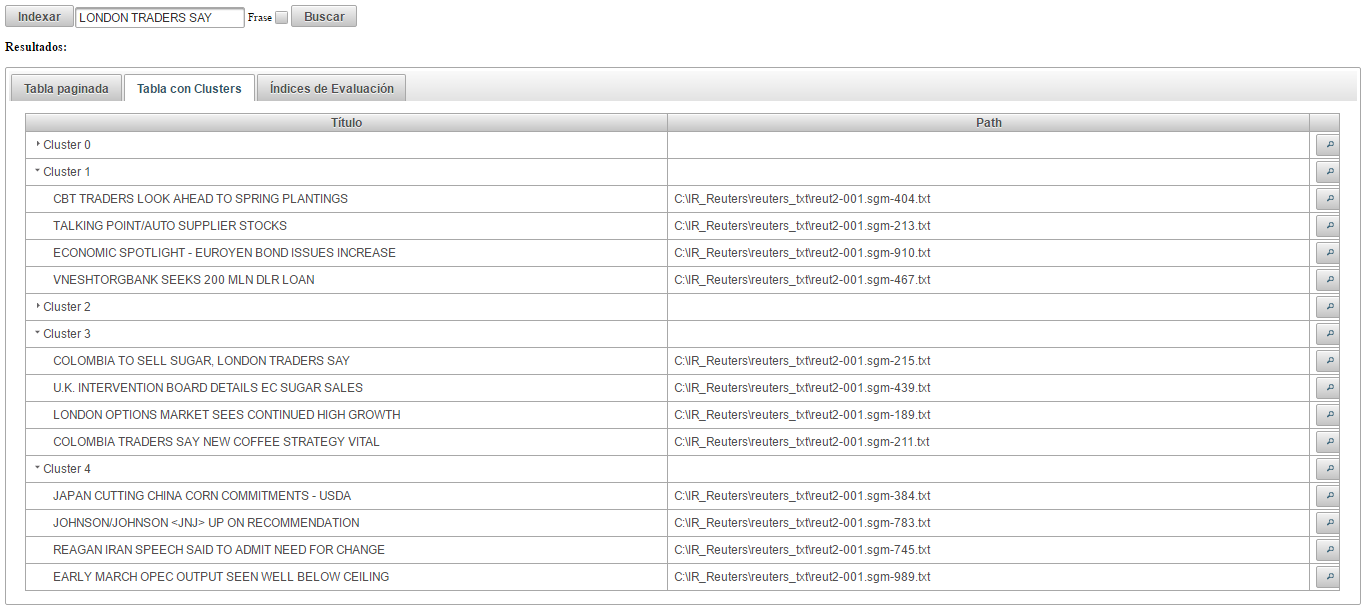 Indexar LONDON TRADERS SAY Frase Buscar
Resultados:
Tabla paginada Tabla con Clusters Índices de Evaluación
Título Path
Cluster 0
Cluster 1
CBT TRADERS LOOK AHEAD TO SPRING PLANTINGS C:\IR_Reuters\reuters_txt\reut2-001.sgm-404.txt
TALKING POINT/AUTO SUPPLIER STOCKS C:\IR_Reuters\reuters_txt\reut2-001.sgm-213.txt
ECONOMIC SPOTLIGHT - EUROYEN BOND ISSUES INCREASE C:\IR_Reuters\reuters_txt\reut2-001.sgm-910.txt
VNESHTORGBANK SEEKS 200 MLN DLR LOAN C:\IR_Reuters\reuters_txt\reut2-001.sgm-467.txt
Cluster 2
Cluster 3
COLOMBIA TO SELL SUGAR, LONDON TRADERS SAY C:\IR_Reuters\reuters_txt\reut2-001.sgm-215.txt
U.K. INTERVENTION BOARD DETAILS EC SUGAR SALES C:\IR_Reuters\reuters_txt\reut2-001.sgm-439.txt
LONDON OPTIONS MARKET SEES CONTINUED HIGH GROWTH C:\IR_Reuters\reuters_txt\reut2-001.sgm-189.txt
COLOMBIA TRADERS SAY NEW COFFEE STRATEGY VITAL C:\IR_Reuters\reuters_txt\reut2-001.sgm-211.txt
Cluster 4
JAPAN CUTTING CHINA CORN COMMITMENTS - USDA C:\IR_Reuters\reuters_txt\reut2-001.sgm-384.txt
JOHNSON/JOHNSON <JNJ> UP ON RECOMMENDATION C:\IR_Reuters\reuters_txt\reut2-001.sgm-783.txt
REAGAN IRAN SPEECH SAID TO ADMIT NEED FOR CHANGE C:\IR_Reuters\reuters_txt\reut2-001.sgm-745.txt
EARLY MARCH OPEC OUTPUT SEEN WELL BELOW CEILING C:\IR_Reuters\reuters_txt\reut2-001.sgm-989.txt